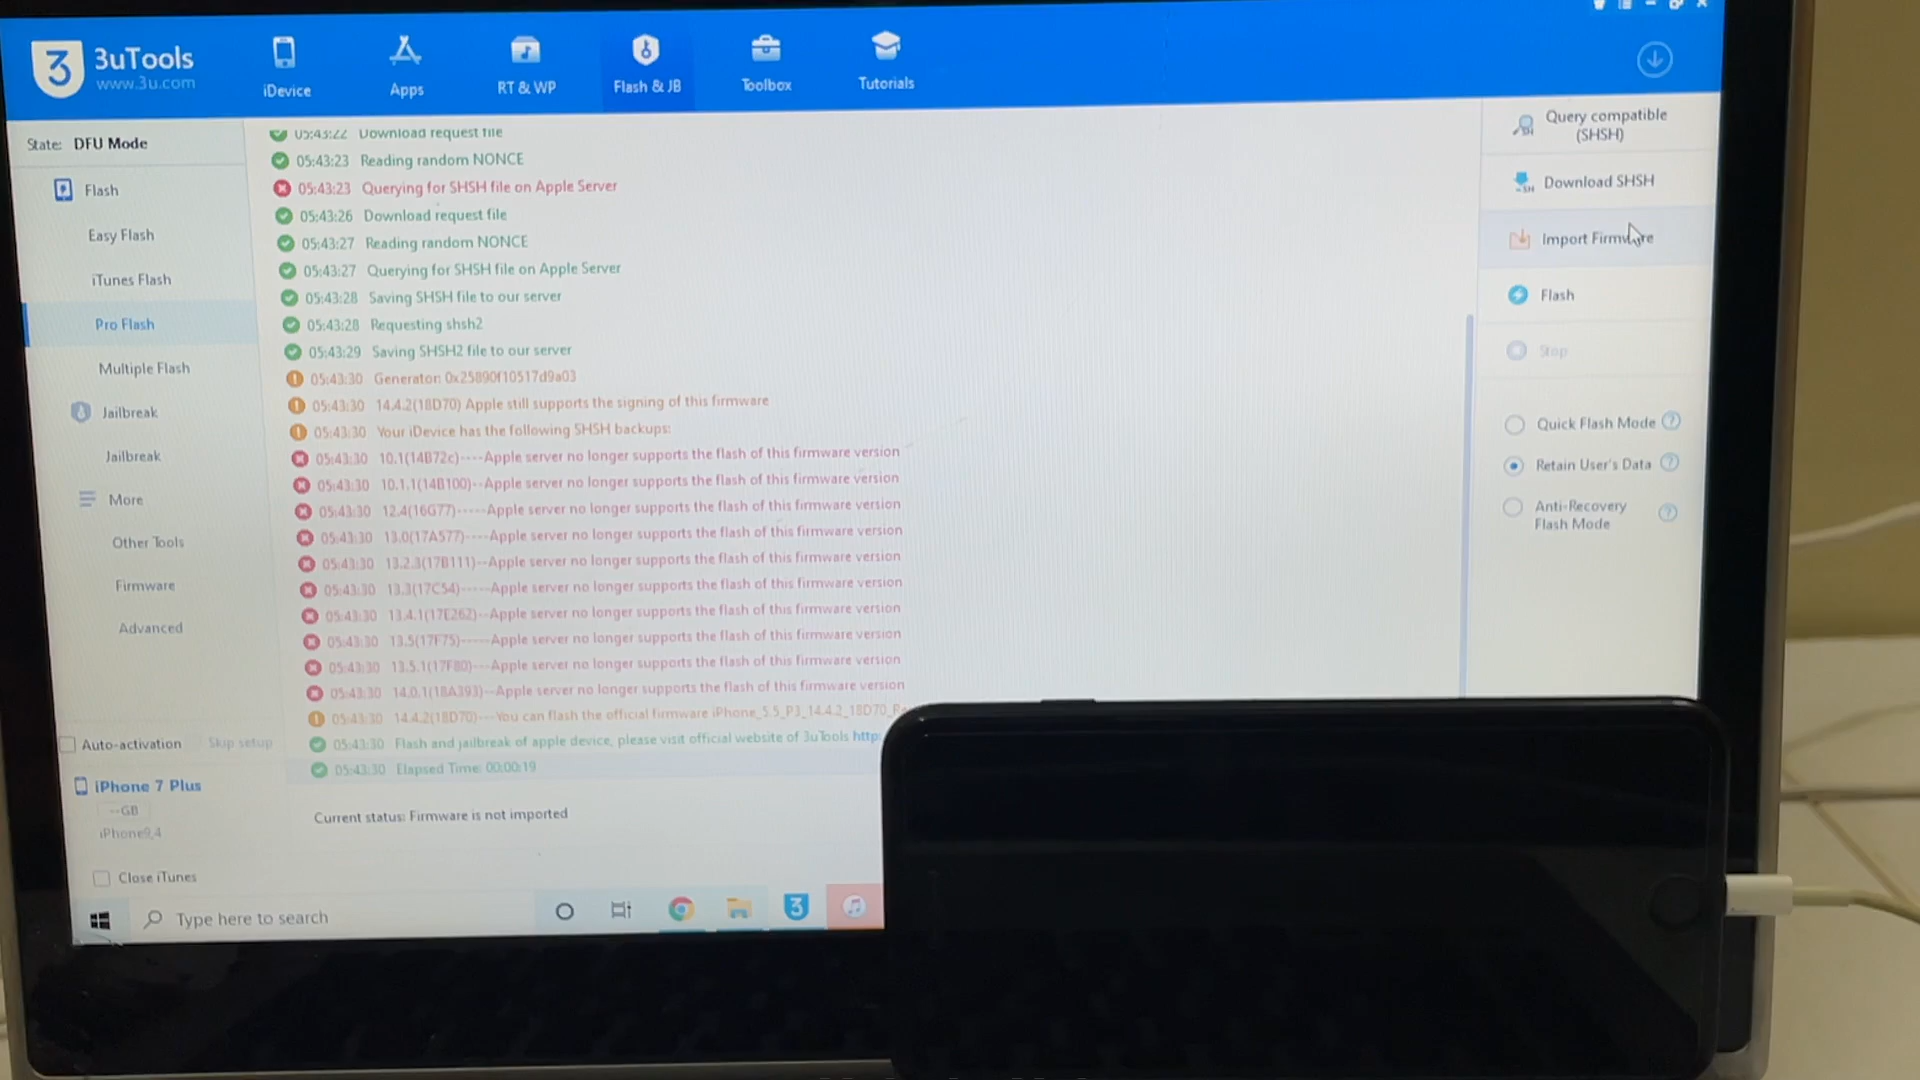 3 3uTools
www.3u.com
iDevice
Apps
RT & WP
Flash & JB
Toolbox
Tutorials
State: DFU Mode
Flash
Easy Flash
iTunes Flash
Pro Flash
Multiple Flash
Jailbreak
Jailbreak
More
Other Tools
Firmware
Advanced
Auto-activation Skip setup
iPhone 7 Plus
--GB
iPhone9,4
Close iTunes
05:43:22 Download request file
05:43:23 Reading random NONCE
05:43:23 Querying for SHSH file on Apple Server
05:43:26 Download request file
05:43:27 Reading random NONCE
05:43:27 Querying for SHSH file on Apple Server
05:43:28 Saving SHSH file to our server
05:43:28 Requesting shsh2
05:43:29 Saving SHSH2 file to our server
05:43:30 Generator: 0x25890f10517d9a03
05:43:30 14.4.2(18D70) Apple still supports the signing of this firmware
05:43:30 Your iDevice has the following SHSH backups:
05:43:30 10.1(14B72c)----Apple server no longer supports the flash of this firmware version
05:43:30 10.1.1(14B100)--Apple server no longer supports the flash of this firmware version
05:43:30 12.4(16G77)-----Apple server no longer supports the flash of this firmware version
05:43:30 13.0(17A577)----Apple server no longer supports the flash of this firmware version
05:43:30 13.2.3(17B111)--Apple server no longer supports the flash of this firmware version
05:43:30 13.3(17C54)-----Apple server no longer supports the flash of this firmware version
05:43:30 13.4.1(17E262)--Apple server no longer supports the flash of this firmware version
05:43:30 13.5(17F75)-----Apple server no longer supports the flash of this firmware version
05:43:30 13.5.1(17F80)---Apple server no longer supports the flash of this firmware version
05:43:30 14.0.1(18A393)--Apple server no longer supports the flash of this firmware version
05:43:30 14.4.2(18D70)---You can flash the official firmware iPhone_5.5_P3_14.4.2_18D70_Re
05:43:30 Flash and jailbreak of apple device, please visit official website of 3uTools http:
05:43:30 Elapsed Time: 00:00:19
Current status: Firmware is not imported
Query compatible
(SHSH)
Download SHSH
Import Firmware
Flash
Stop
Quick Flash Mode ?
Retain User's Data ?
Anti-Recovery
Flash Mode ?
Type here to search
3